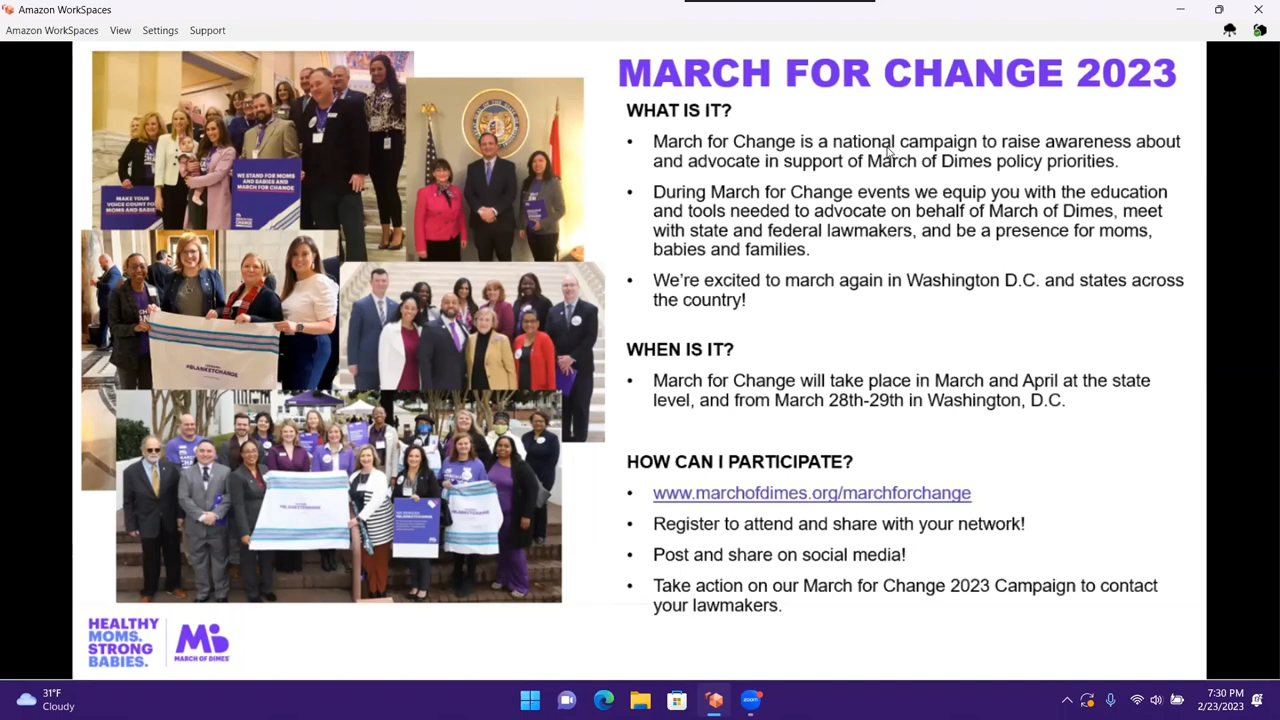 Amazon WorkSpaces
Amazon WorkSpaces View Settings Support
MARCH FOR CHANGE 2023
WHAT IS IT?
• March for Change is a national campaign to raise awareness about
and advocate in support of March of Dimes policy priorities.
• During March for Change events we equip you with the education
and tools needed to advocate on behalf of March of Dimes, meet
with state and federal lawmakers, and be a presence for moms,
babies and families.
• We’re excited to march again in Washington D.C. and states across
the country!
WHEN IS IT?
• March for Change will take place in March and April at the state
level, and from March 28th-29th in Washington, D.C.
HOW CAN I PARTICIPATE?
• www.marchofdimes.org/marchforchange
• Register to attend and share with your network!
• Post and share on social media!
• Take action on our March for Change 2023 Campaign to contact
your lawmakers.
MAKE YOUR
VOICE COUNT FOR
MOMS AND BABIES
WE STAND FOR MOMS
AND BABIES AND
MARCH FOR CHANGE
#BLANKETCHANGE
#BLANKETCHANGE
HEALTHY
MOMS.
STRONG
BABIES.
MARCH OF DIMES
31°F
Cloudy
zoom
7:30 PM
2/23/2023